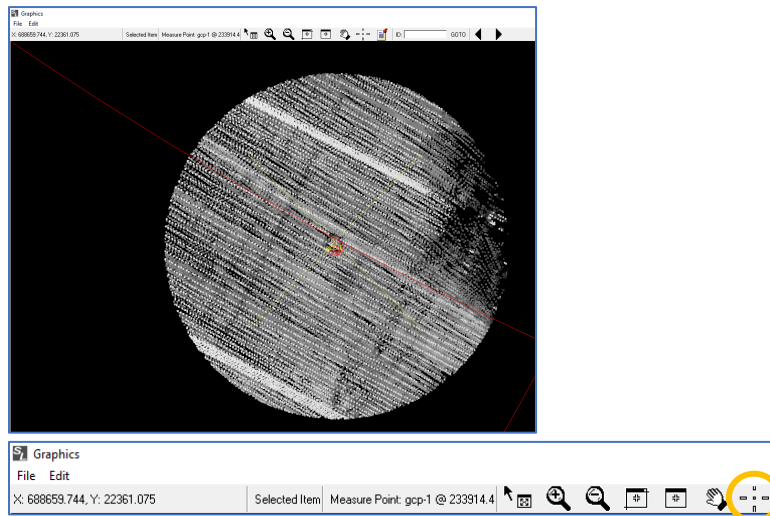 Graphics
File Edit
X: 688659.744, Y: 22361.075 Selected Item Measure Point: gcp-1 @ 233914.4 ID: GOTO
Graphics
File Edit
X: 688659.744, Y: 22361.075 Selected Item Measure Point: gcp-1 @ 233914.4